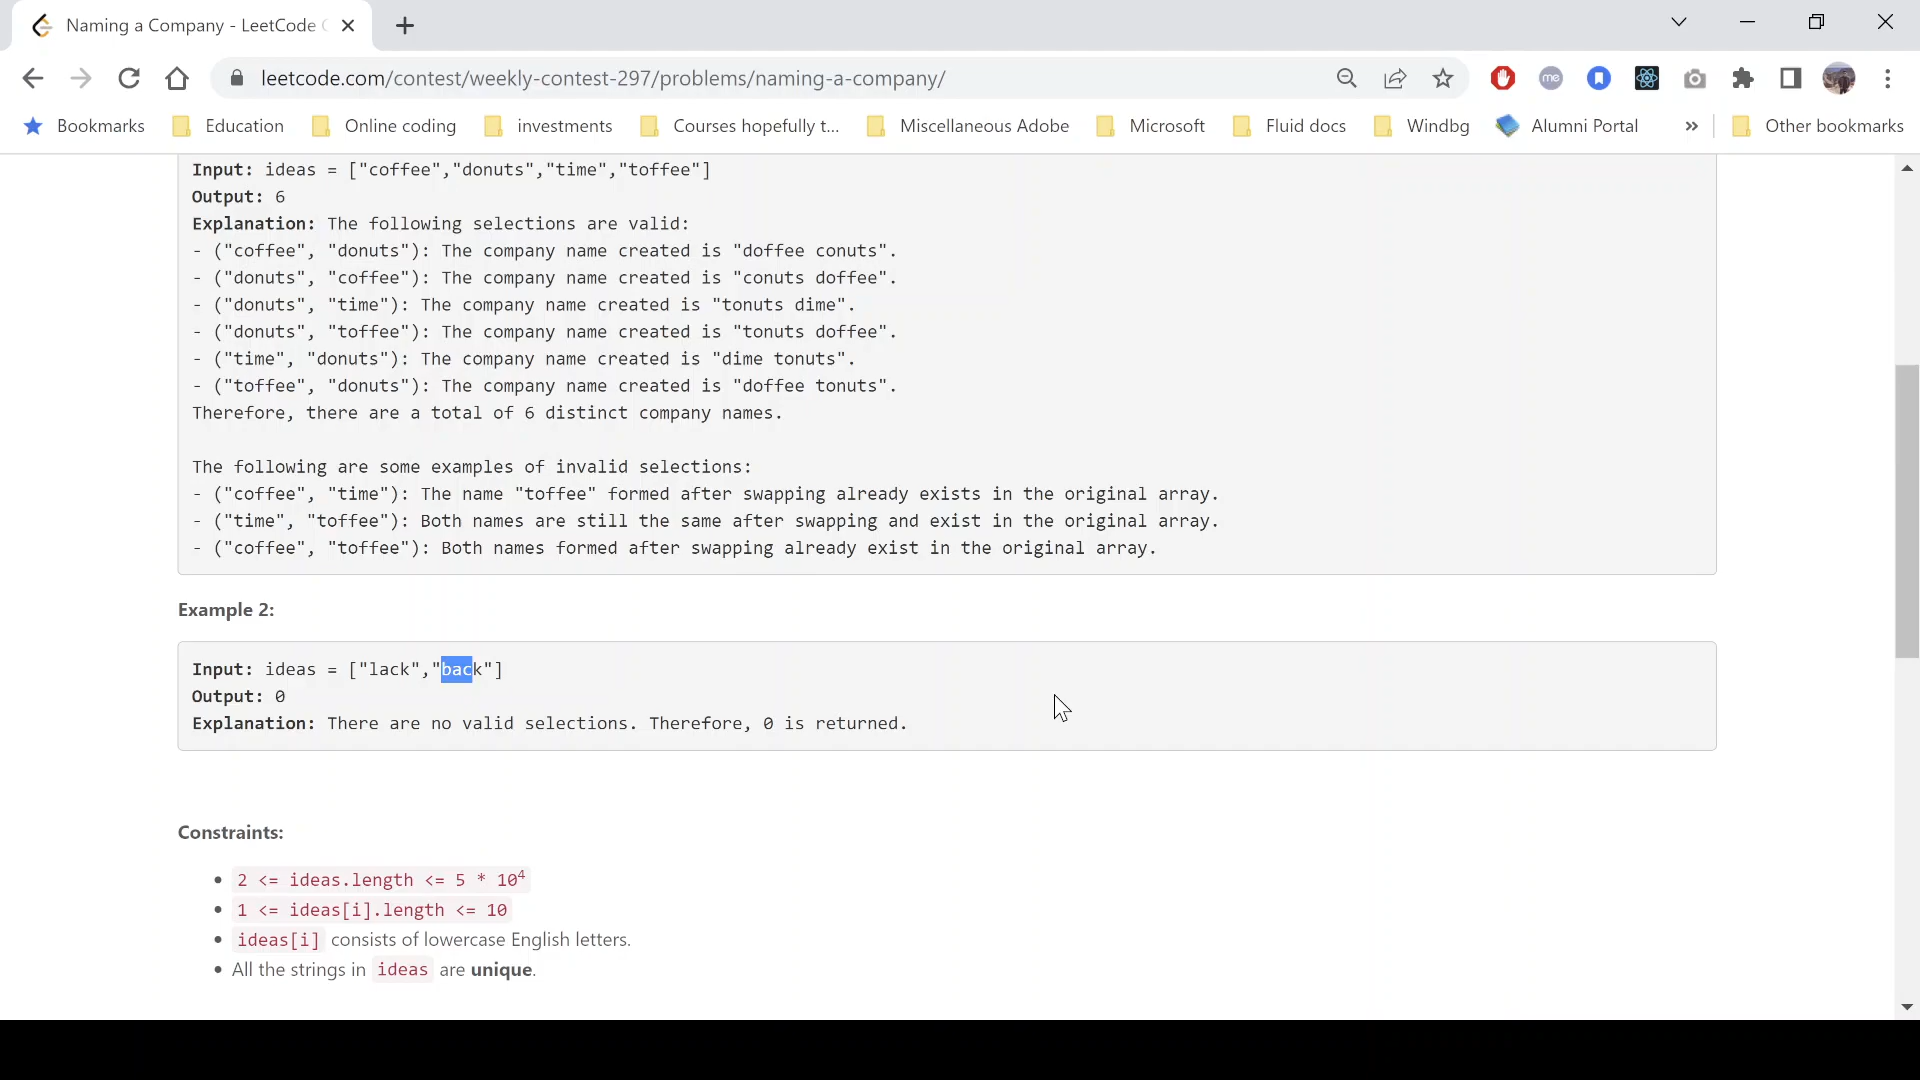 Naming a Company - LeetCode
leetcode.com/contest/weekly-contest-297/problems/naming-a-company/
me
Bookmarks Education Online coding investments Courses hopefully t... Miscellaneous Adobe Microsoft Fluid docs Windbg Alumni Portal » Other bookmarks
Input: ideas = ["coffee","donuts","time","toffee"]
Output: 6
Explanation: The following selections are valid:
- ("coffee", "donuts"): The company name created is "doffee conuts".
- ("donuts", "coffee"): The company name created is "conuts doffee".
- ("donuts", "time"): The company name created is "tonuts dime".
- ("donuts", "toffee"): The company name created is "tonuts doffee".
- ("time", "donuts"): The company name created is "dime tonuts".
- ("toffee", "donuts"): The company name created is "doffee tonuts".
Therefore, there are a total of 6 distinct company names.
The following are some examples of invalid selections:
- ("coffee", "time"): The name "toffee" formed after swapping already exists in the original array.
- ("time", "toffee"): Both names are still the same after swapping and exist in the original array.
- ("coffee", "toffee"): Both names formed after swapping already exist in the original array.
Example 2:
Input: ideas = ["lack","back"]
Output: 0
Explanation: There are no valid selections. Therefore, 0 is returned.
Constraints:
• 2 <= ideas.length <= 5 * 10⁴
• 1 <= ideas[i].length <= 10
• ideas[i] consists of lowercase English letters.
• All the strings in ideas are unique.